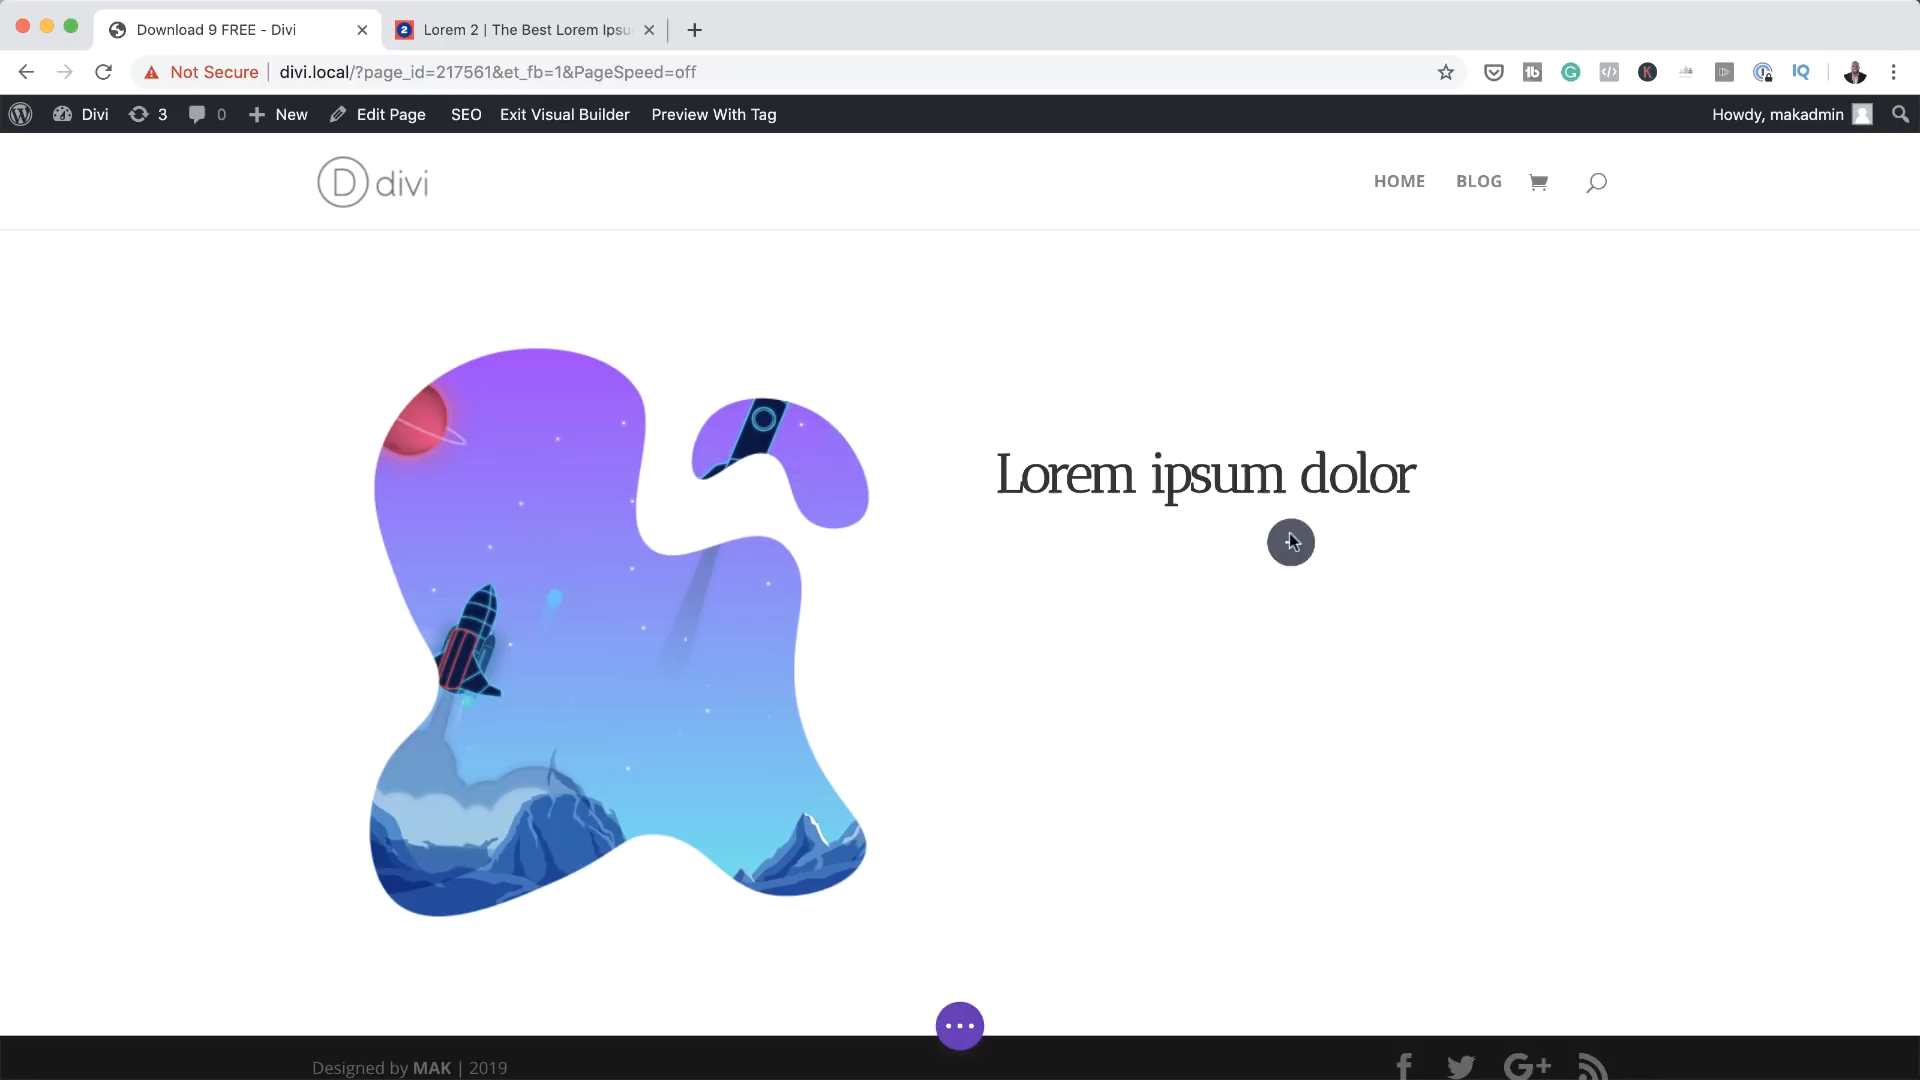 Download 9 FREE - Divi
Lorem 2 | The Best Lorem Ipsu
Not Secure
divi.local/?page_id=217561&et_fb=1&PageSpeed=off
Divi
3
0
New
Edit Page
SEO
Exit Visual Builder
Preview With Tag
Howdy, makadmin
D divi
HOME
BLOG
Lorem ipsum dolor
Designed by MAK | 2019